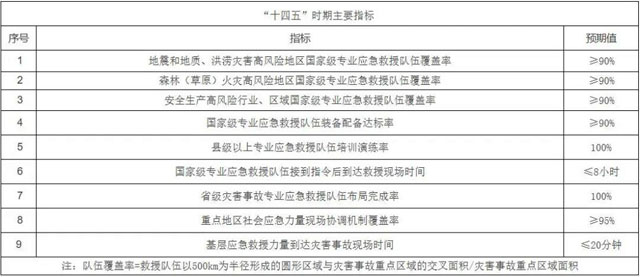 “十四五”时期主要指标
序号 指标 预期值
1 地震和地质、洪涝灾害高风险地区国家级专业应急救援队伍覆盖率 ≥90%
2 森林（草原）火灾高风险地区国家级专业应急救援队伍覆盖率 ≥90%
3 安全生产高风险行业、区域国家级专业应急救援队伍覆盖率 ≥90%
4 国家级专业应急救援队伍装备配备达标率 ≥90%
5 县级以上专业应急救援队伍培训演练率 100%
6 国家级专业应急救援队伍接到指令后到达救援现场时间 ≤8小时
7 省级灾害事故专业应急救援队伍布局完成率 100%
8 重点地区社会应急力量现场协调机制覆盖率 ≥95%
9 基层应急救援力量到达灾害事故现场时间 ≤20分钟
注：队伍覆盖率=救援队伍以500km为半径形成的圆形区域与灾害事故重点区域的交叉面积/灾害事故重点区域面积